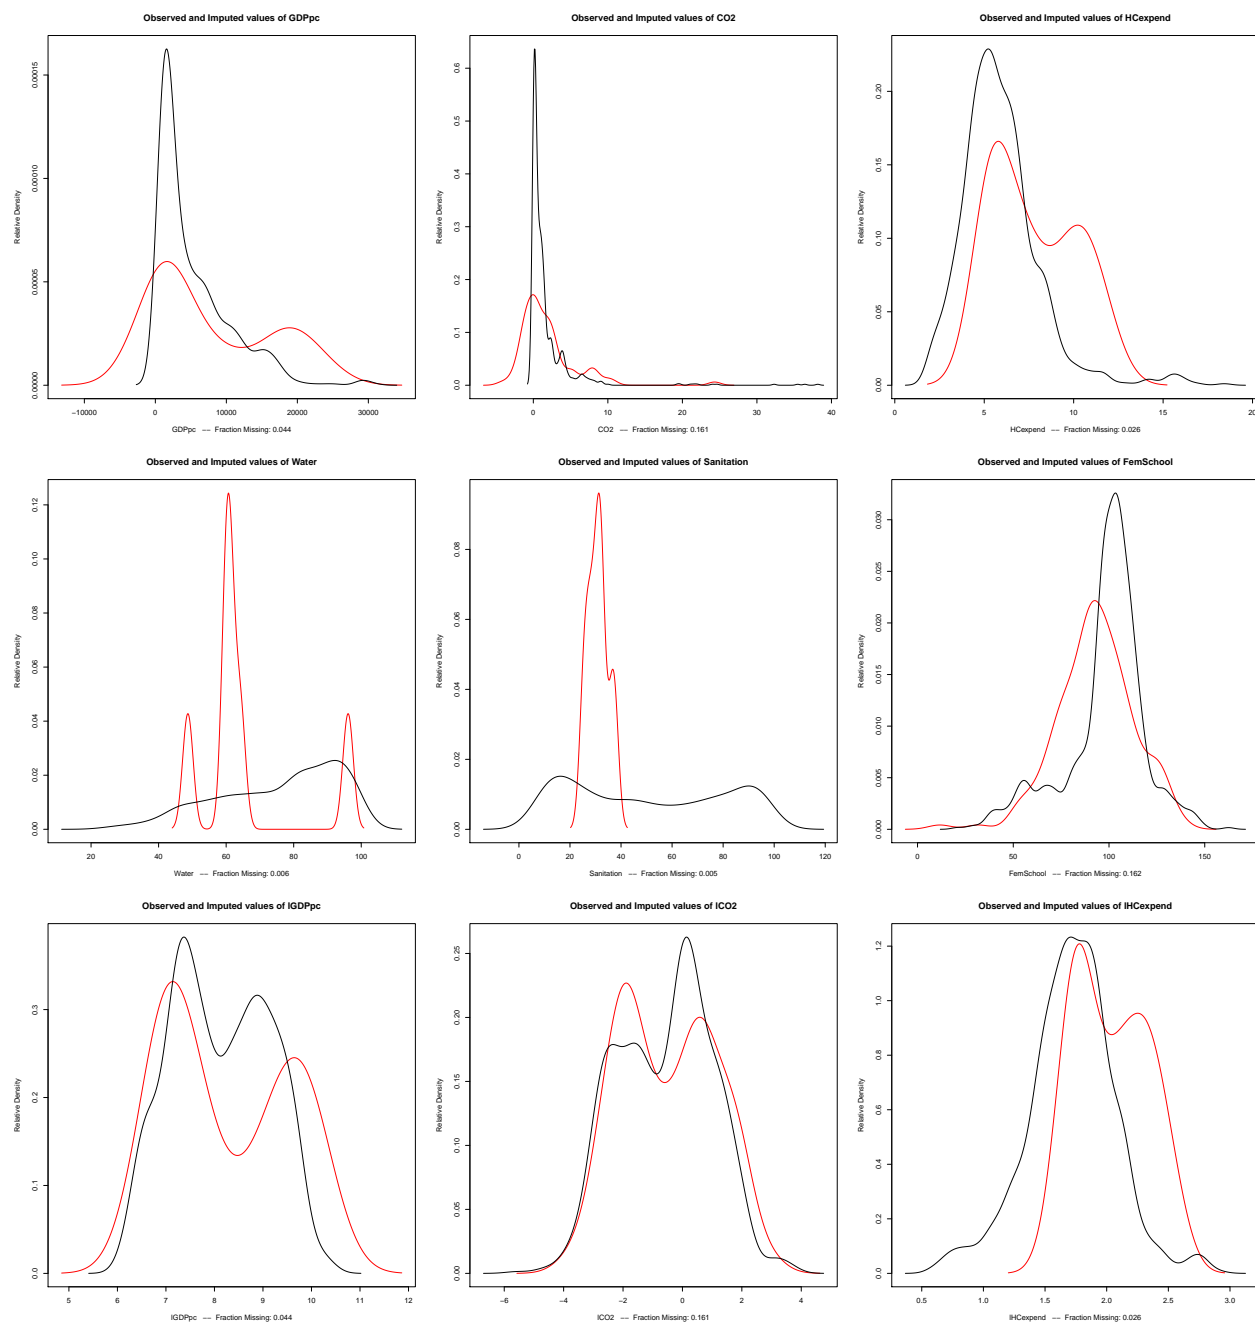 Observed and Imputed values of GDPpc
Relative Density
0.00000 0.00005 0.00010 0.00015
−10000 0 10000 20000 30000
GDPpc −− Fraction Missing: 0.044
Observed and Imputed values of CO2
Relative Density
0.0 0.1 0.2 0.3 0.4 0.5 0.6
0 10 20 30 40
CO2 −− Fraction Missing: 0.161
Observed and Imputed values of HCexpend
Relative Density
0.00 0.05 0.10 0.15 0.20
0 5 10 15 20
HCexpend −− Fraction Missing: 0.026
Observed and Imputed values of Water
Relative Density
0.00 0.02 0.04 0.06 0.08 0.10 0.12
20 40 60 80 100
Water −− Fraction Missing: 0.006
Observed and Imputed values of Sanitation
Relative Density
0.00 0.02 0.04 0.06 0.08
0 20 40 60 80 100 120
Sanitation −− Fraction Missing: 0.005
Observed and Imputed values of FemSchool
Relative Density
0.000 0.005 0.010 0.015 0.020 0.025 0.030
0 50 100 150
FemSchool −− Fraction Missing: 0.162
Observed and Imputed values of lGDPpc
Relative Density
0.0 0.1 0.2 0.3
5 6 7 8 9 10 11 12
lGDPpc −− Fraction Missing: 0.044
Observed and Imputed values of lCO2
Relative Density
0.00 0.05 0.10 0.15 0.20 0.25
−6 −4 −2 0 2 4
lCO2 −− Fraction Missing: 0.161
Observed and Imputed values of lHCexpend
Relative Density
0.0 0.2 0.4 0.6 0.8 1.0 1.2
0.5 1.0 1.5 2.0 2.5 3.0
lHCexpend −− Fraction Missing: 0.026